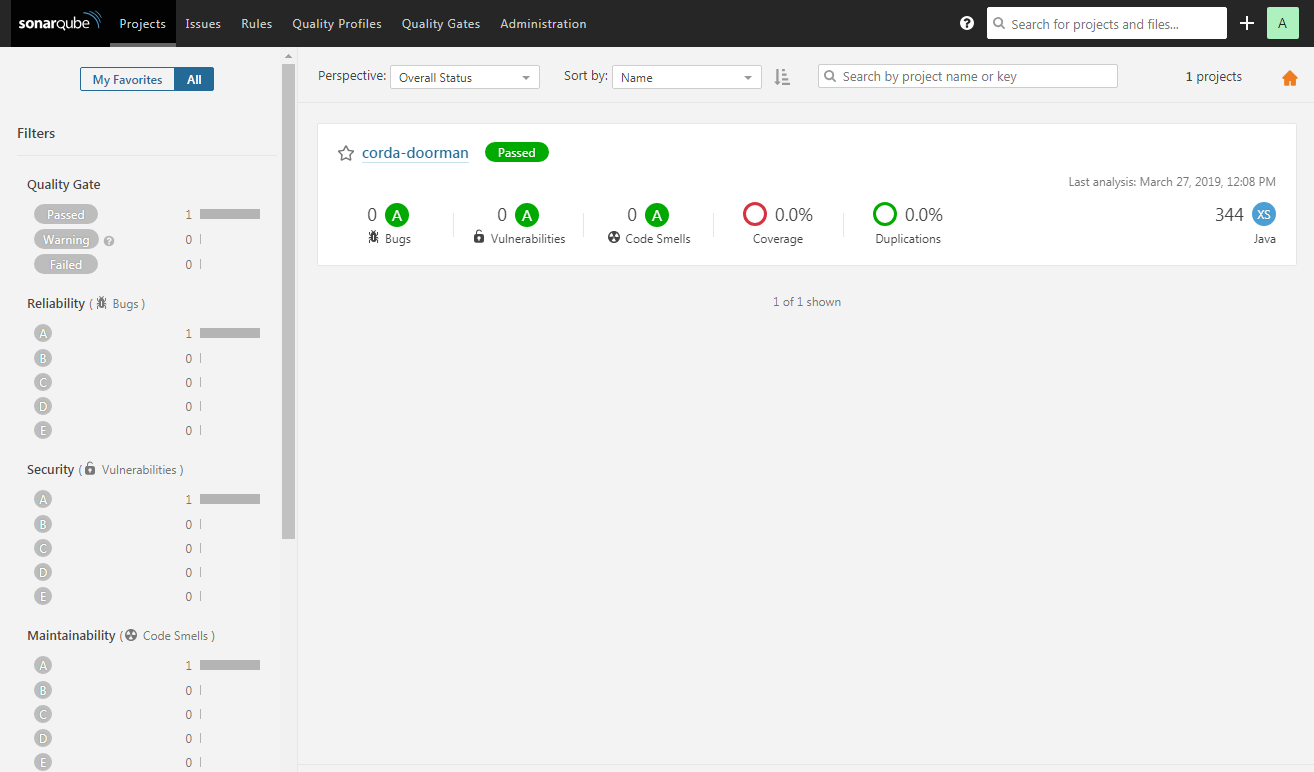 sonarqube Projects Issues Rules Quality Profiles Quality Gates Administration ? Search for projects and files... + A
My Favorites All
Perspective: Overall Status Sort by: Name Search by project name or key 1 projects
Filters
Quality Gate
Passed 1
Warning ? 0
Failed 0
Reliability ( Bugs )
A 1
B 0
C 0
D 0
E 0
Security ( Vulnerabilities )
A 1
B 0
C 0
D 0
E 0
Maintainability ( Code Smells )
A 1
B 0
C 0
D 0
E 0
corda-doorman Passed
Last analysis: March 27, 2019, 12:08 PM
0 A 0 A 0 A 0.0% 0.0% 344 XS
Bugs Vulnerabilities Code Smells Coverage Duplications Java
1 of 1 shown